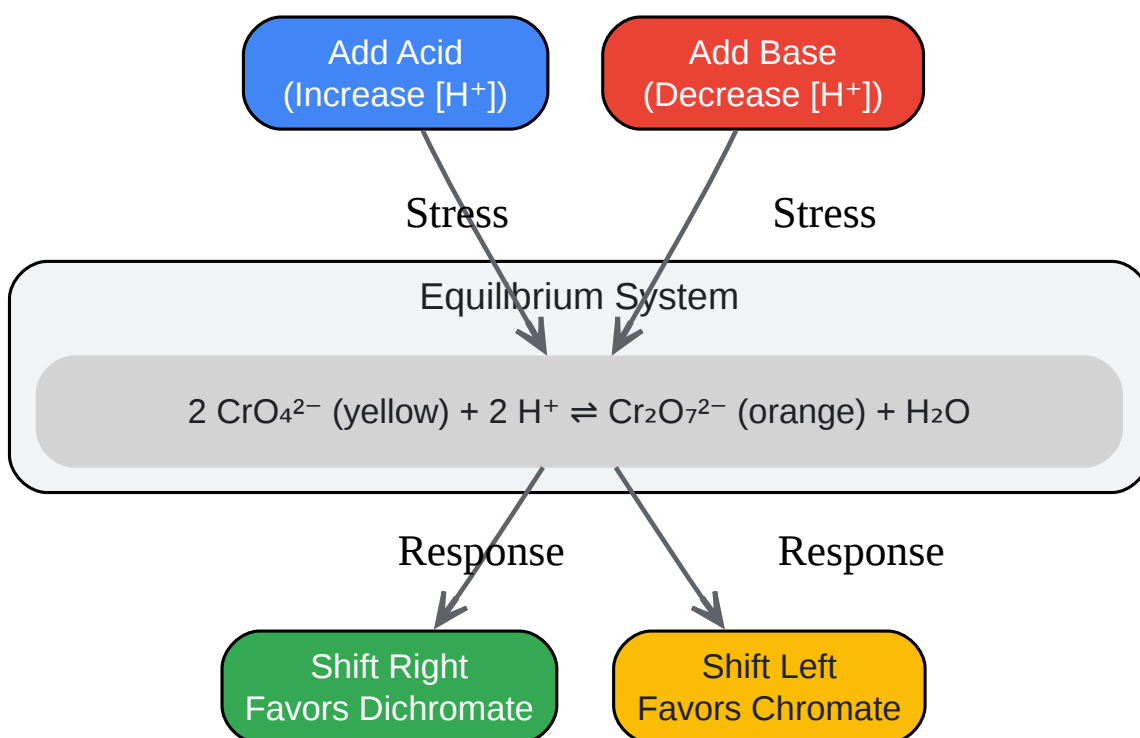 Add Acid
(Increase [H⁺])
Add Base
(Decrease [H⁺])
Stress
Stress
Equilibrium System
2 CrO₄²⁻ (yellow) + 2 H⁺ ⇌ Cr₂O₇²⁻ (orange) + H₂O
Response
Response
Shift Right
Favors Dichromate
Shift Left
Favors Chromate